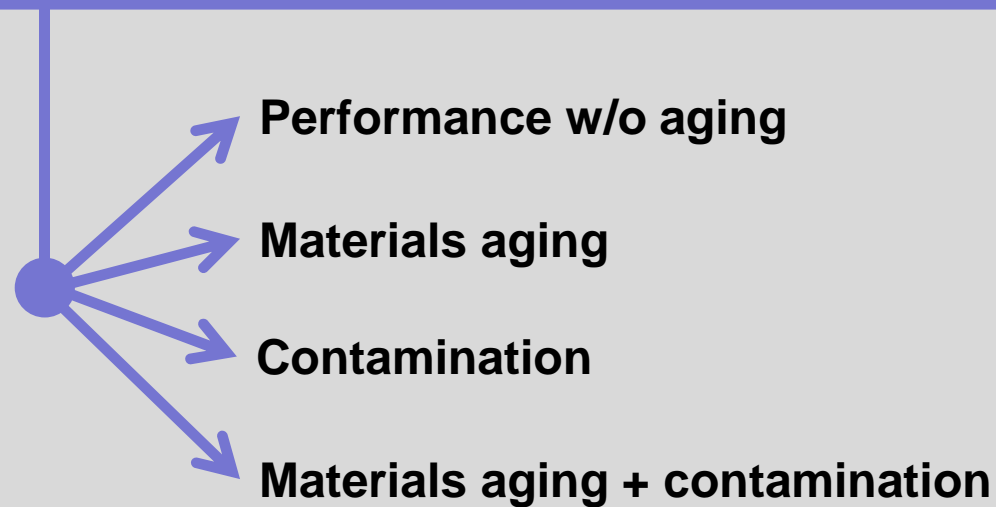 Performance w/o aging
Materials aging
Contamination
Materials aging + contamination